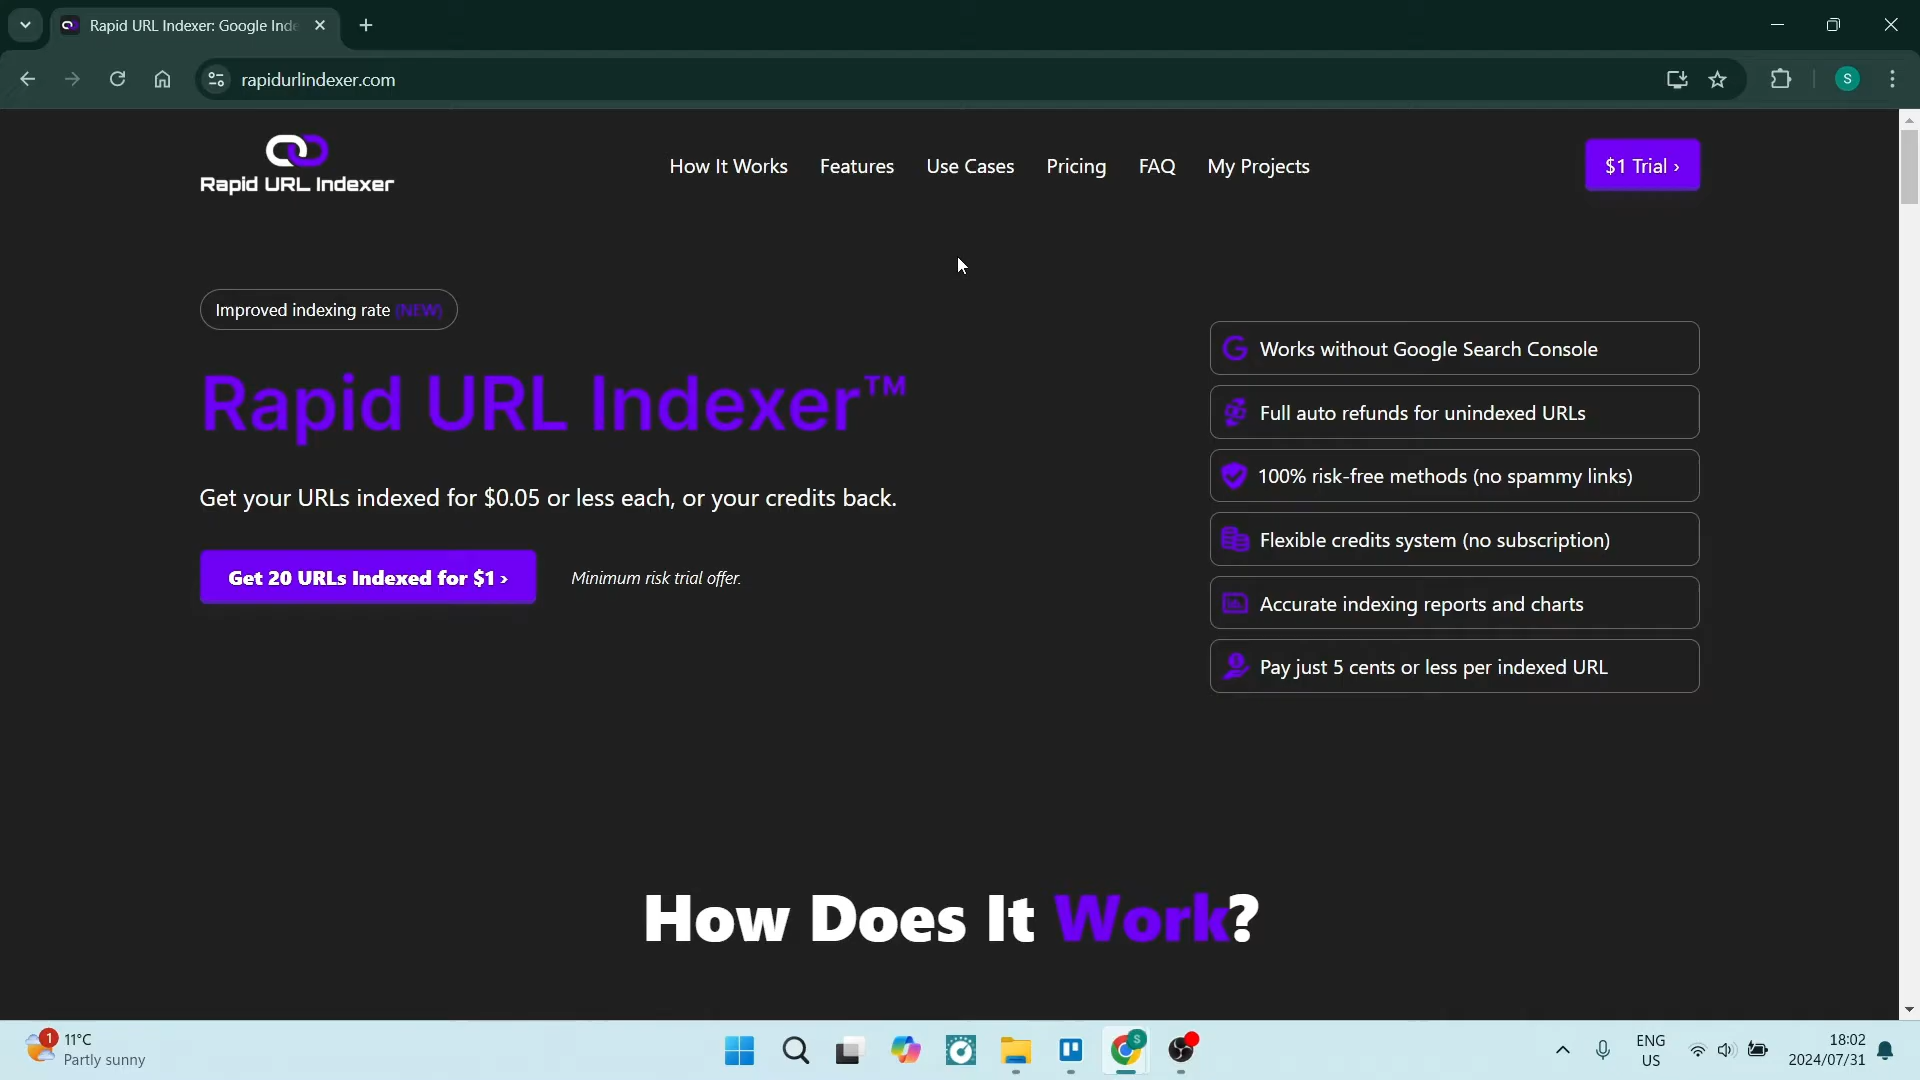 Rapid URL Indexer: Google Inde
rapidurlindexer.com
S
Rapid URL Indexer
How It Works
Features
Use Cases
Pricing
FAQ
My Projects
$1 Trial ›
Improved indexing rate (NEW)
Rapid URL Indexer™
Get your URLs indexed for $0.05 or less each, or your credits back.
Get 20 URLs Indexed for $1 ›
Minimum risk trial offer.
Works without Google Search Console
Full auto refunds for unindexed URLs
100% risk-free methods (no spammy links)
Flexible credits system (no subscription)
Accurate indexing reports and charts
Pay just 5 cents or less per indexed URL
How Does It Work?
1
11°C
Partly sunny
S
ENG
US
18:02
2024/07/31